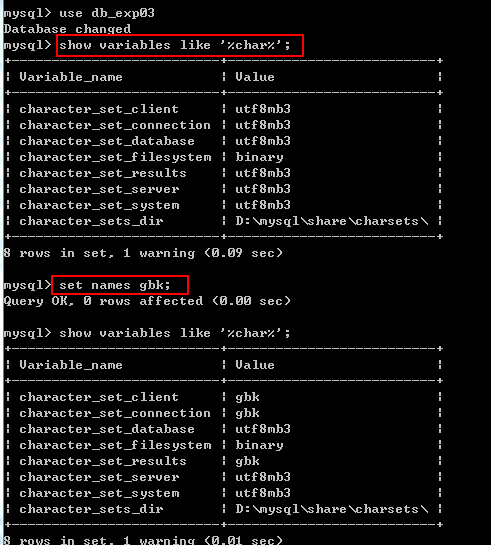 mysql> use db_exp03
Database changed
mysql> show variables like '%char%';
+--------------------------+------------------------+
| Variable_name | Value |
+--------------------------+------------------------+
| character_set_client | utf8mb3 |
| character_set_connection | utf8mb3 |
| character_set_database | utf8mb3 |
| character_set_filesystem | binary |
| character_set_results | utf8mb3 |
| character_set_server | utf8mb3 |
| character_set_system | utf8mb3 |
| character_sets_dir | D:\mysql\share\charsets\ |
+--------------------------+------------------------+
8 rows in set, 1 warning (0.09 sec)
mysql> set names gbk;
Query OK, 0 rows affected (0.00 sec)
mysql> show variables like '%char%';
+--------------------------+------------------------+
| Variable_name | Value |
+--------------------------+------------------------+
| character_set_client | gbk |
| character_set_connection | gbk |
| character_set_database | utf8mb3 |
| character_set_filesystem | binary |
| character_set_results | gbk |
| character_set_server | utf8mb3 |
| character_set_system | utf8mb3 |
| character_sets_dir | D:\mysql\share\charsets\ |
+--------------------------+------------------------+
8 rows in set, 1 warning (0.01 sec)